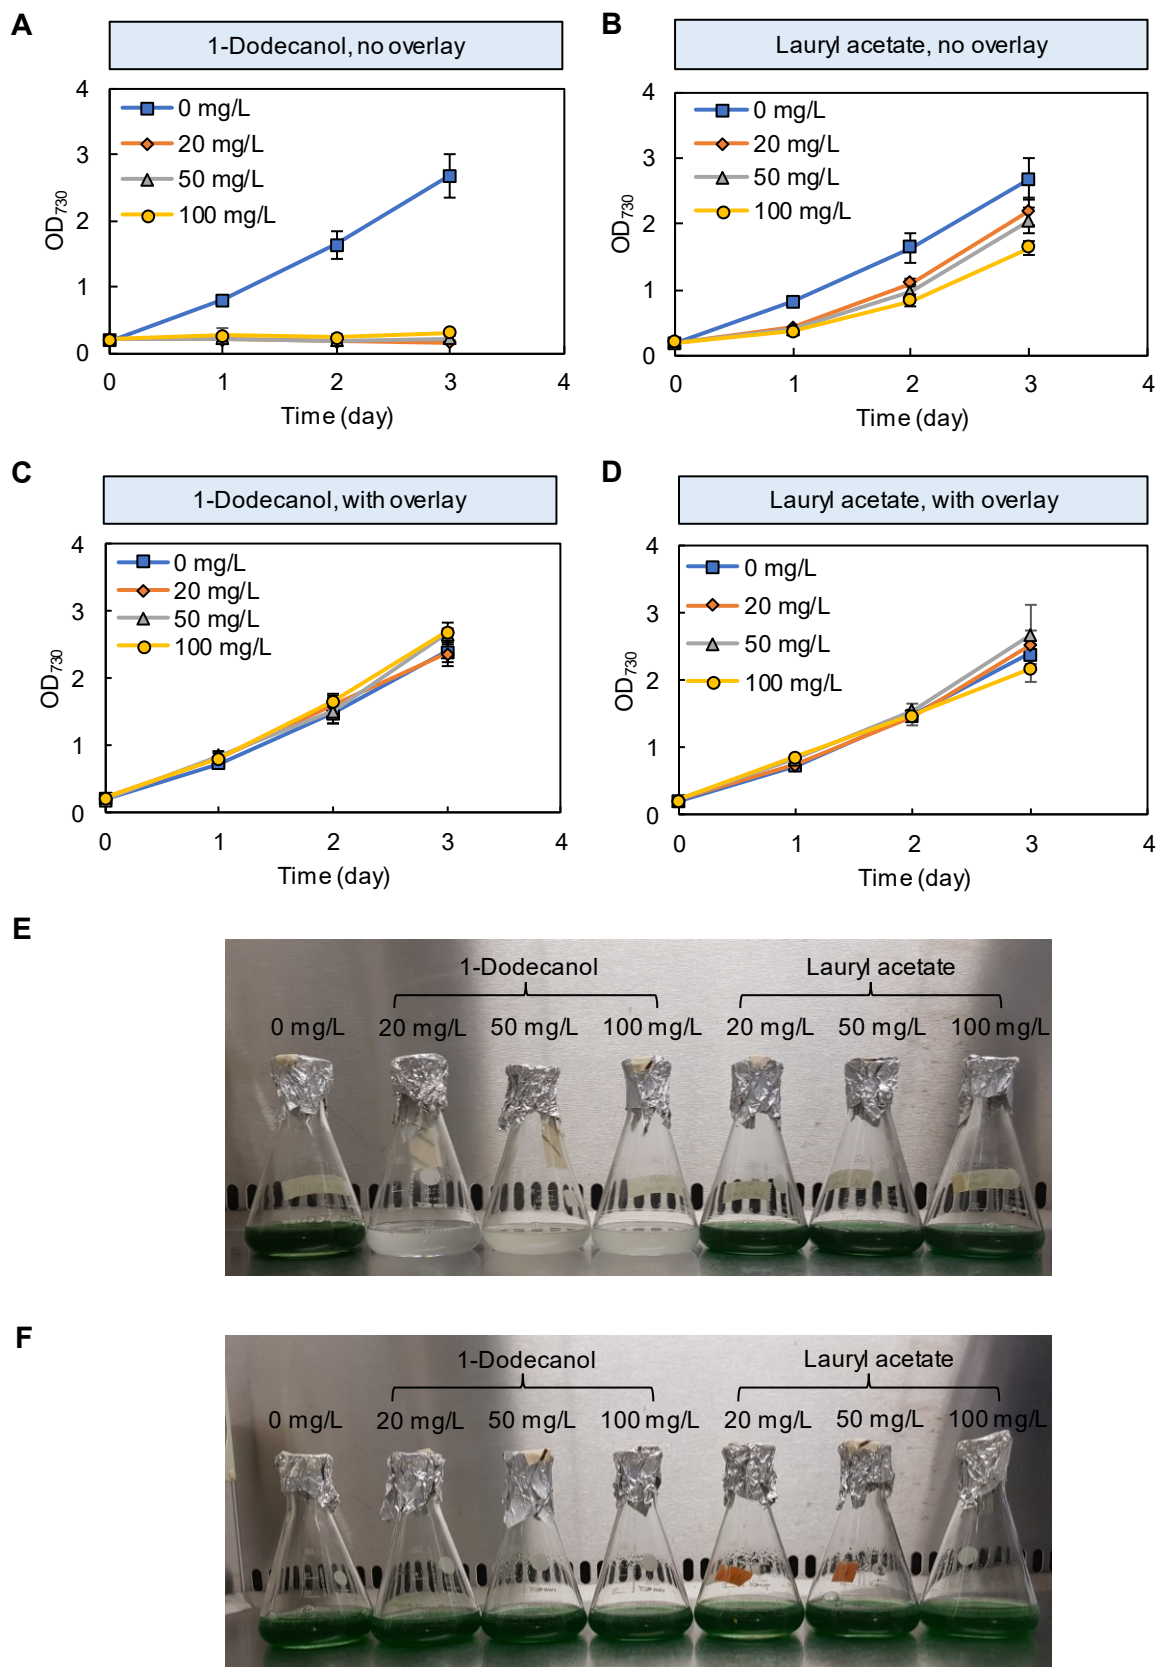 A
1-Dodecanol, no overlay
4
3
2
1
0
OD730
0 mg/L
20 mg/L
50 mg/L
100 mg/L
0 1 2 3 4
Time (day)
B
Lauryl acetate, no overlay
4
3
2
1
0
OD730
0 mg/L
20 mg/L
50 mg/L
100 mg/L
0 1 2 3 4
Time (day)
C
1-Dodecanol, with overlay
4
3
2
1
0
OD730
0 mg/L
20 mg/L
50 mg/L
100 mg/L
0 1 2 3 4
Time (day)
D
Lauryl acetate, with overlay
4
3
2
1
0
OD730
0 mg/L
20 mg/L
50 mg/L
100 mg/L
0 1 2 3 4
Time (day)
E
1-Dodecanol Lauryl acetate
0 mg/L 20 mg/L 50 mg/L 100 mg/L 20 mg/L 50 mg/L 100 mg/L
F
1-Dodecanol Lauryl acetate
0 mg/L 20 mg/L 50 mg/L 100 mg/L 20 mg/L 50 mg/L 100 mg/L